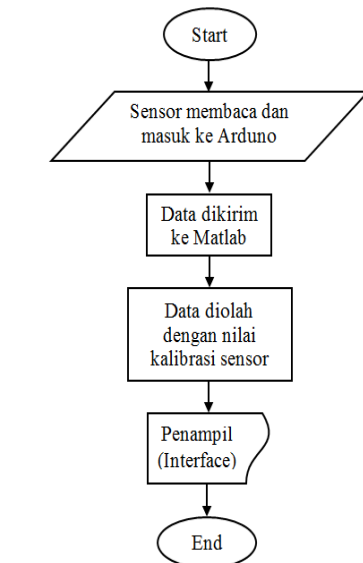 Start
Sensor membaca dan
masuk ke Arduno
Data dikirim
ke Matlab
Data diolah
dengan nilai
kalibrasi sensor
Penampil
(Interface)
End